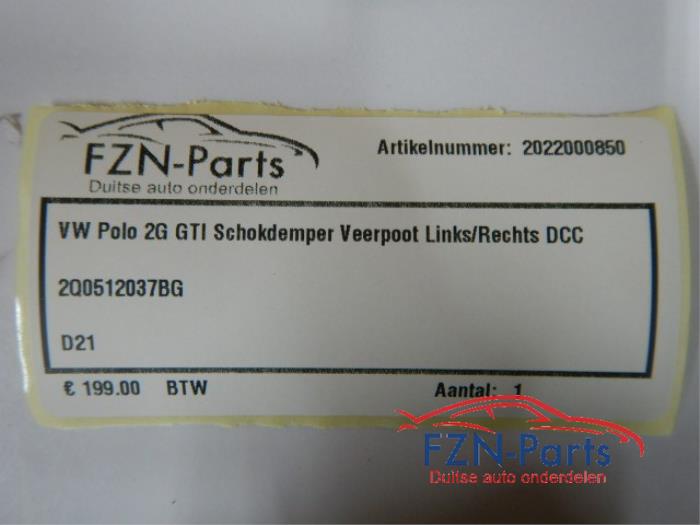 FZN-Parts
Duitse auto onderdelen
Artikelnummer: 2022000850
VW Polo 2G GTI Schokdemper Veerpoot Links/Rechts DCC
2Q0512037BG
D21
€ 199.00 BTW
Aantal: 1
FZN-Parts
Duitse auto onderdelen